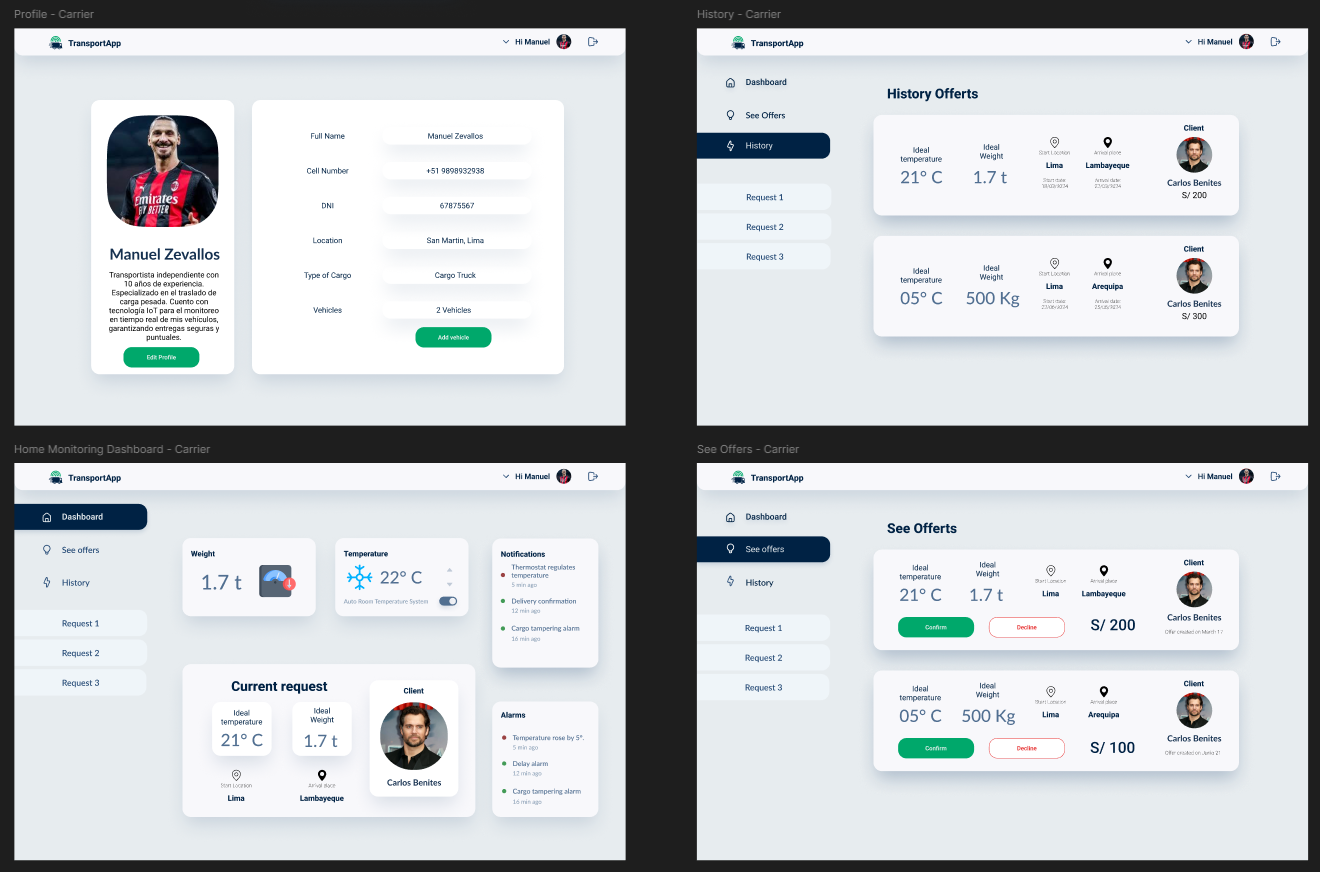 Profile - Carrier
TransportApp
Hi Manuel
Emirates
FLY BETTER
Manuel Zevallos
Transportista independiente con
10 años de experiencia.
Especializado en el traslado de
carga pesada. Cuento con
tecnología IoT para el monitoreo
en tiempo real de mis vehículos,
garantizando entregas seguras y
puntuales.
Edit Profile
Full Name
Manuel Zevallos
Cell Number
+51 9898932938
DNI
67875567
Location
San Martin, Lima
Type of Cargo
Cargo Truck
Vehicles
2 Vehicles
Add vehicle
History - Carrier
TransportApp
Hi Manuel
Dashboard
See Offers
History
Request 1
Request 2
Request 3
History Offerts
Ideal
temperature
21° C
Ideal
Weight
1.7 t
Start Location
Lima
Start date:
Arrival place
Lambayeque
Arrival date:
Client
Carlos Benites
S/ 200
Ideal
temperature
05° C
Ideal
Weight
500 Kg
Start Location
Lima
Start date:
Arrival place
Arequipa
Arrival date:
Client
Carlos Benites
S/ 300
Home Monitoring Dashboard - Carrier
TransportApp
Hi Manuel
Dashboard
See offers
History
Request 1
Request 2
Request 3
Weight
1.7 t
Temperature
22° C
Auto Room Temperature System
Notifications
Thermostat regulates
temperature
5 min ago
Delivery confirmation
12 min ago
Cargo tampering alarm
16 min ago
Current request
Ideal
temperature
21° C
Ideal
Weight
1.7 t
Start Location
Lima
Arrival place
Lambayeque
Client
Carlos Benites
Alarms
Temperature rose by 5°.
5 min ago
Delay alarm
12 min ago
Cargo tampering alarm
16 min ago
See Offers - Carrier
TransportApp
Hi Manuel
Dashboard
See offers
History
Request 1
Request 2
Request 3
See Offerts
Ideal
temperature
21° C
Ideal
Weight
1.7 t
Start Location
Lima
Arrival place
Lambayeque
Confirm
Decline
S/ 200
Client
Carlos Benites
Offer created on March 17
Ideal
temperature
05° C
Ideal
Weight
500 Kg
Start Location
Lima
Arrival place
Arequipa
Confirm
Decline
S/ 100
Client
Carlos Benites
Offer created on 21